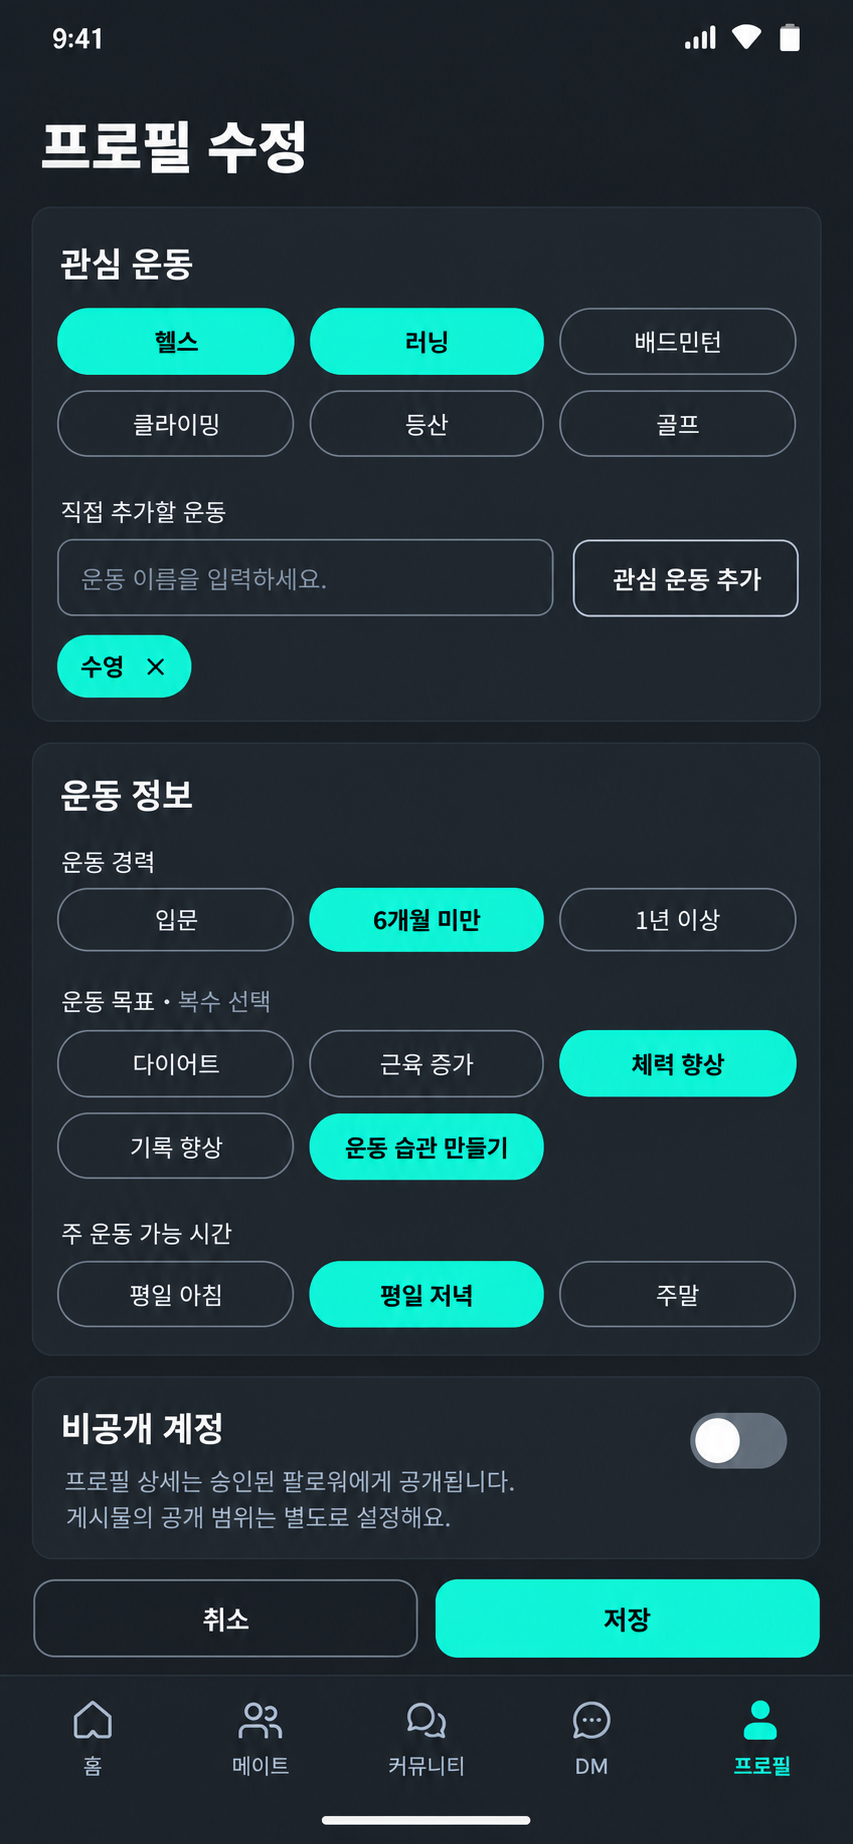 9:41
프로필 수정
관심 운동
헬스 러닝 배드민턴
클라이밍 등산 골프
직접 추가할 운동
운동 이름을 입력하세요. 관심 운동 추가
수영 ×
운동 정보
운동 경력
입문 6개월 미만 1년 이상
운동 목표 • 복수 선택
다이어트 근육 증가 체력 향상
기록 향상 운동 습관 만들기
주 운동 가능 시간
평일 아침 평일 저녁 주말
비공개 계정
프로필 상세는 승인된 팔로워에게 공개됩니다.
게시물의 공개 범위는 별도로 설정해요.
취소 저장
홈 메이트 커뮤니티 DM 프로필